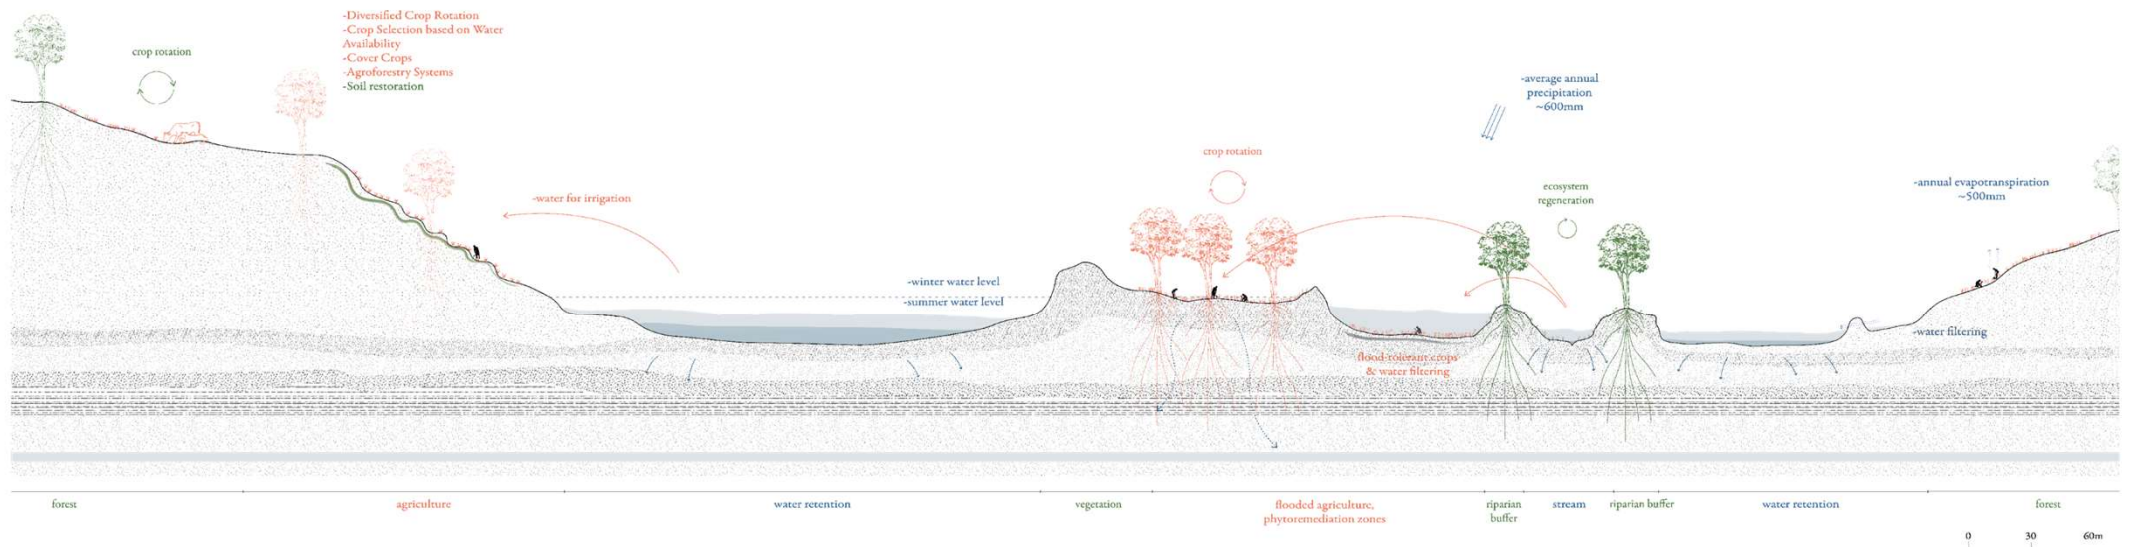 -Diversified Crop Rotation
-Crop Selection based on Water
Availability
-Cover Crops
-Agroforestry Systems
-Soil restoration
crop rotation
-average annual
precipitation
~600mm
crop rotation
-annual evapotranspiration
~500mm
ecosystem
regeneration
-water for irrigation
-winter water level
-summer water level
-water filtering
flood-tolerant crops
& water filtering
forest
agriculture
water retention
vegetation
flooded agriculture,
phytoremediation zones
riparian
buffer
stream
riparian buffer
water retention
forest
0 30 60m